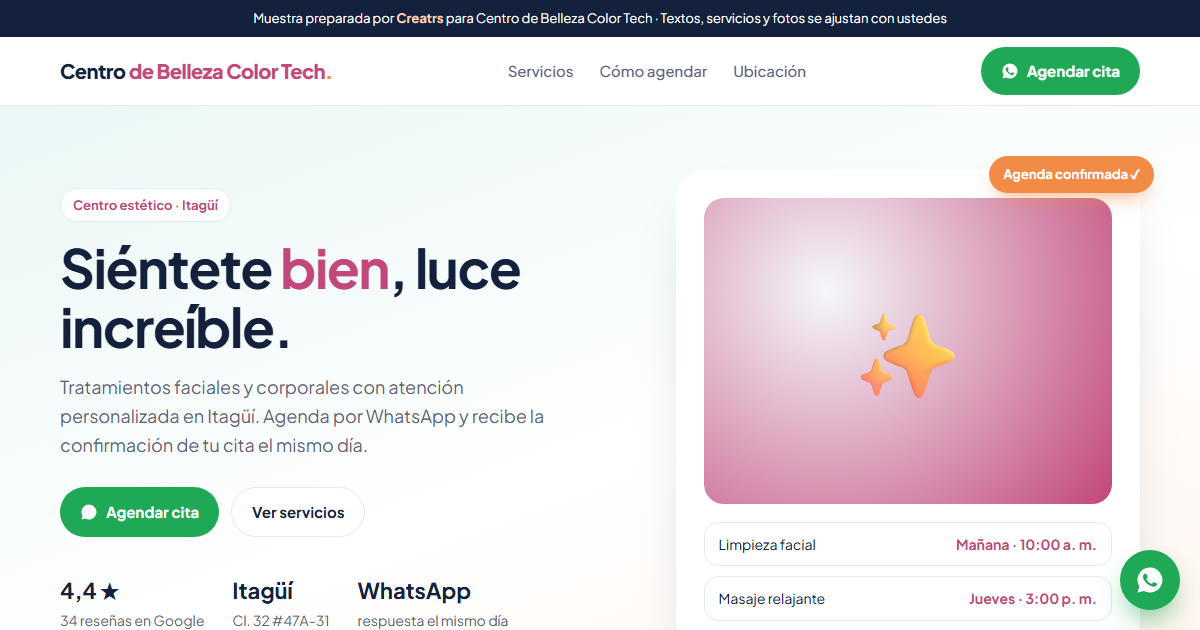 Muestra preparada por Creatrs para Centro de Belleza Color Tech · Textos, servicios y fotos se ajustan con ustedes
Centro de Belleza Color Tech.
Servicios
Cómo agendar
Ubicación
Agendar cita
Agenda confirmada ✓
Centro estético · Itagüí
Siéntete bien, luce
increíble.
Tratamientos faciales y corporales con atención
personalizada en Itagüí. Agenda por WhatsApp y recibe la
confirmación de tu cita el mismo día.
Agendar cita
Ver servicios
4,4 ★
34 reseñas en Google
Itagüí
Cl. 32 #47A-31
WhatsApp
respuesta el mismo día
Limpieza facial
Mañana · 10:00 a. m.
Masaje relajante
Jueves · 3:00 p. m.